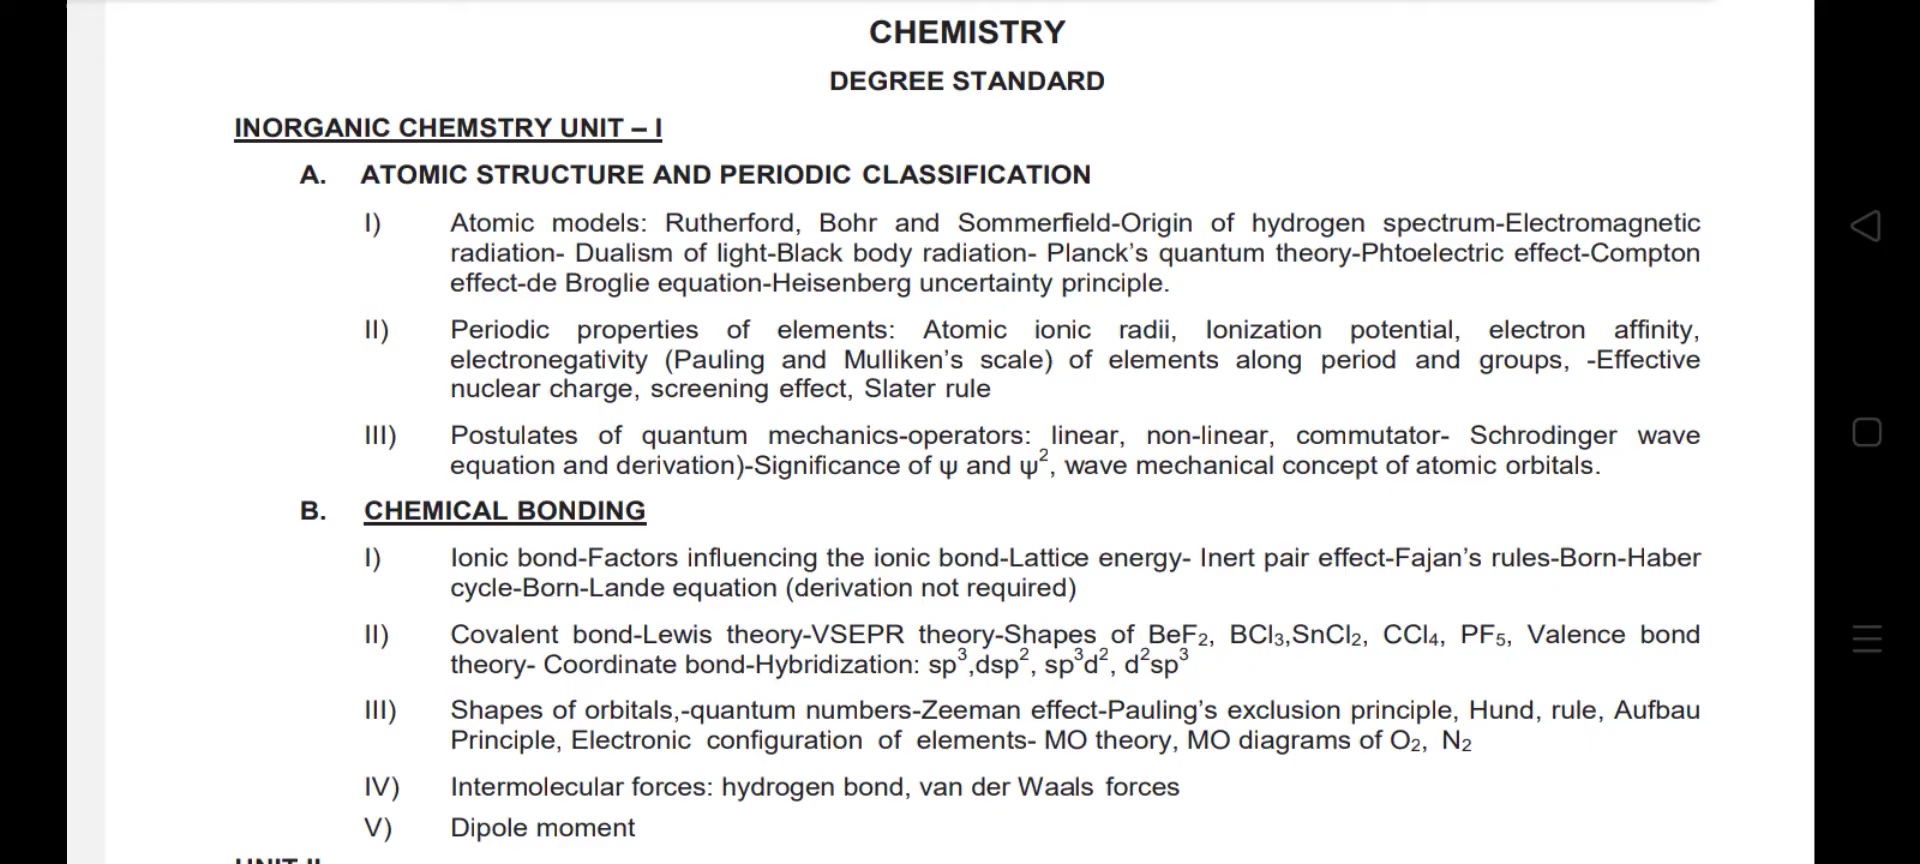 CHEMISTRY
DEGREE STANDARD
INORGANIC CHEMSTRY UNIT – I
A. ATOMIC STRUCTURE AND PERIODIC CLASSIFICATION
I) Atomic models: Rutherford, Bohr and Sommerfield-Origin of hydrogen spectrum-Electromagnetic
radiation- Dualism of light-Black body radiation- Planck’s quantum theory-Phtoelectric effect-Compton
effect-de Broglie equation-Heisenberg uncertainty principle.
II) Periodic properties of elements: Atomic ionic radii, Ionization potential, electron affinity,
electronegativity (Pauling and Mulliken’s scale) of elements along period and groups, -Effective
nuclear charge, screening effect, Slater rule
III) Postulates of quantum mechanics-operators: linear, non-linear, commutator- Schrodinger wave
equation and derivation)-Significance of ψ and ψ², wave mechanical concept of atomic orbitals.
B. CHEMICAL BONDING
I) Ionic bond-Factors influencing the ionic bond-Lattice energy- Inert pair effect-Fajan’s rules-Born-Haber
cycle-Born-Lande equation (derivation not required)
II) Covalent bond-Lewis theory-VSEPR theory-Shapes of BeF₂, BCl₃,SnCl₂, CCl₄, PF₅, Valence bond
theory- Coordinate bond-Hybridization: sp³,dsp², sp³d², d²sp³
III) Shapes of orbitals,-quantum numbers-Zeeman effect-Pauling’s exclusion principle, Hund, rule, Aufbau
Principle, Electronic configuration of elements- MO theory, MO diagrams of O₂, N₂
IV) Intermolecular forces: hydrogen bond, van der Waals forces
V) Dipole moment